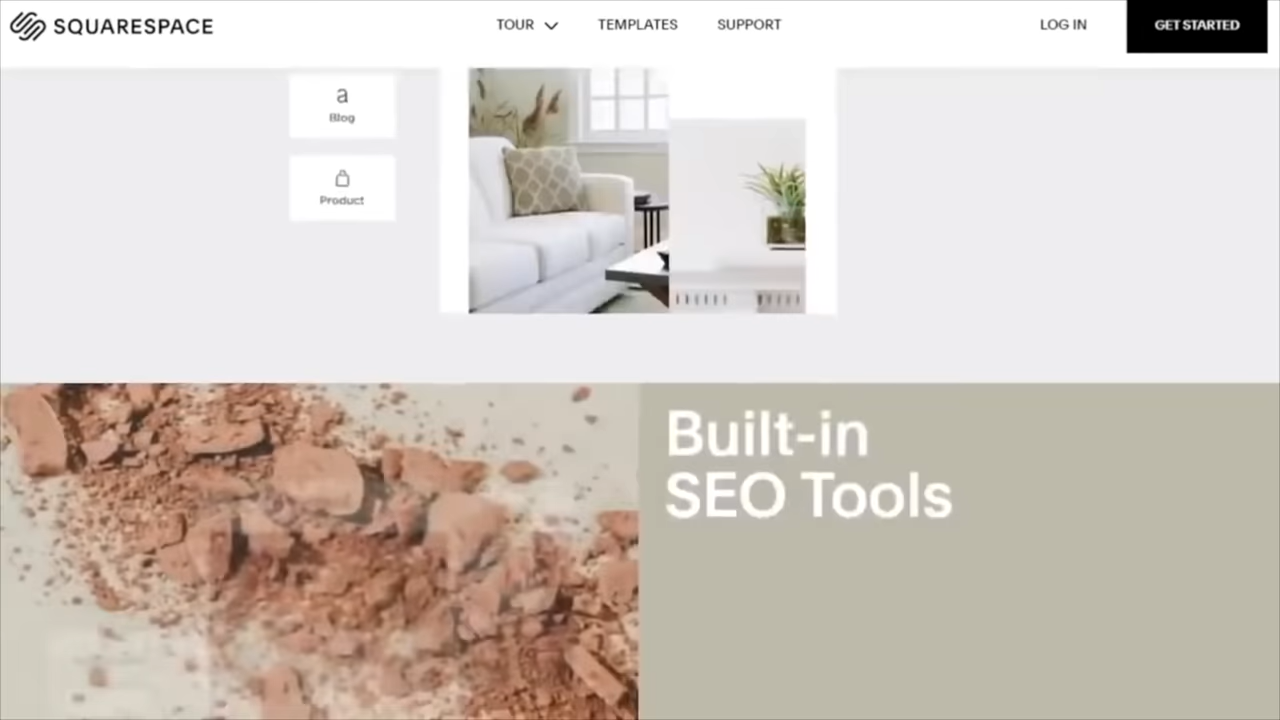 SQUARESPACE
TOUR
TEMPLATES
SUPPORT
LOG IN
GET STARTED
a
Blog
Product
Built-in
SEO Tools